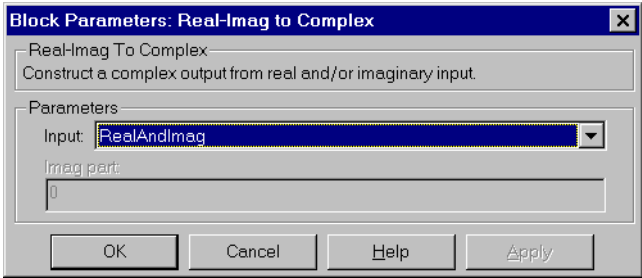 Block Parameters: Real-Imag to Complex
Real-Imag To Complex
Construct a complex output from real and/or imaginary input.
Parameters
Input: RealAndImag
Imag part:
0
OK Cancel Help Apply